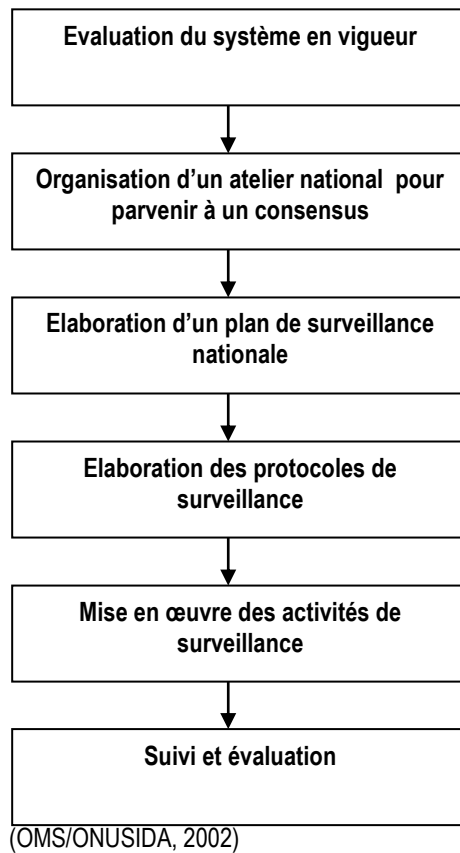 Evaluation du système en vigueur
Organisation d’un atelier national pour
parvenir à un consensus
Elaboration d’un plan de surveillance
nationale
Elaboration des protocoles de
surveillance
Mise en œuvre des activités de
surveillance
Suivi et évaluation
(OMS/ONUSIDA, 2002)